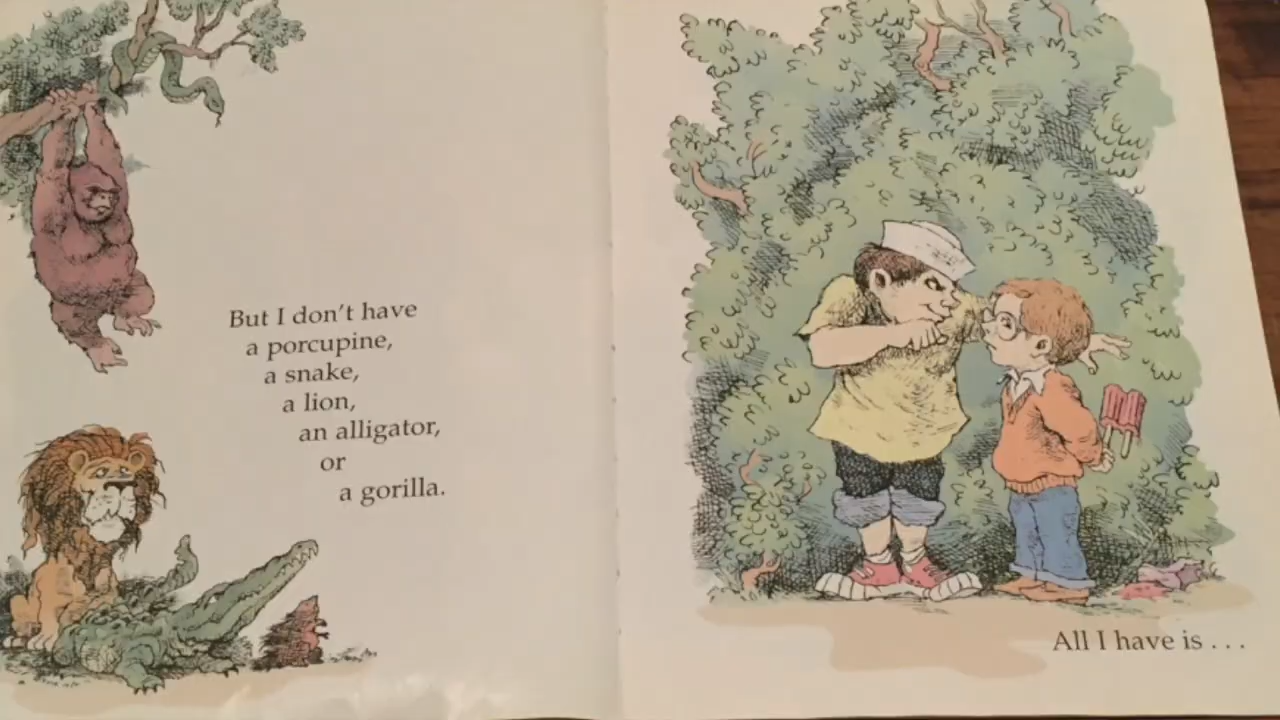 But I don't have
a porcupine,
a snake,
a lion,
an alligator,
or
a gorilla.
All I have is . . .